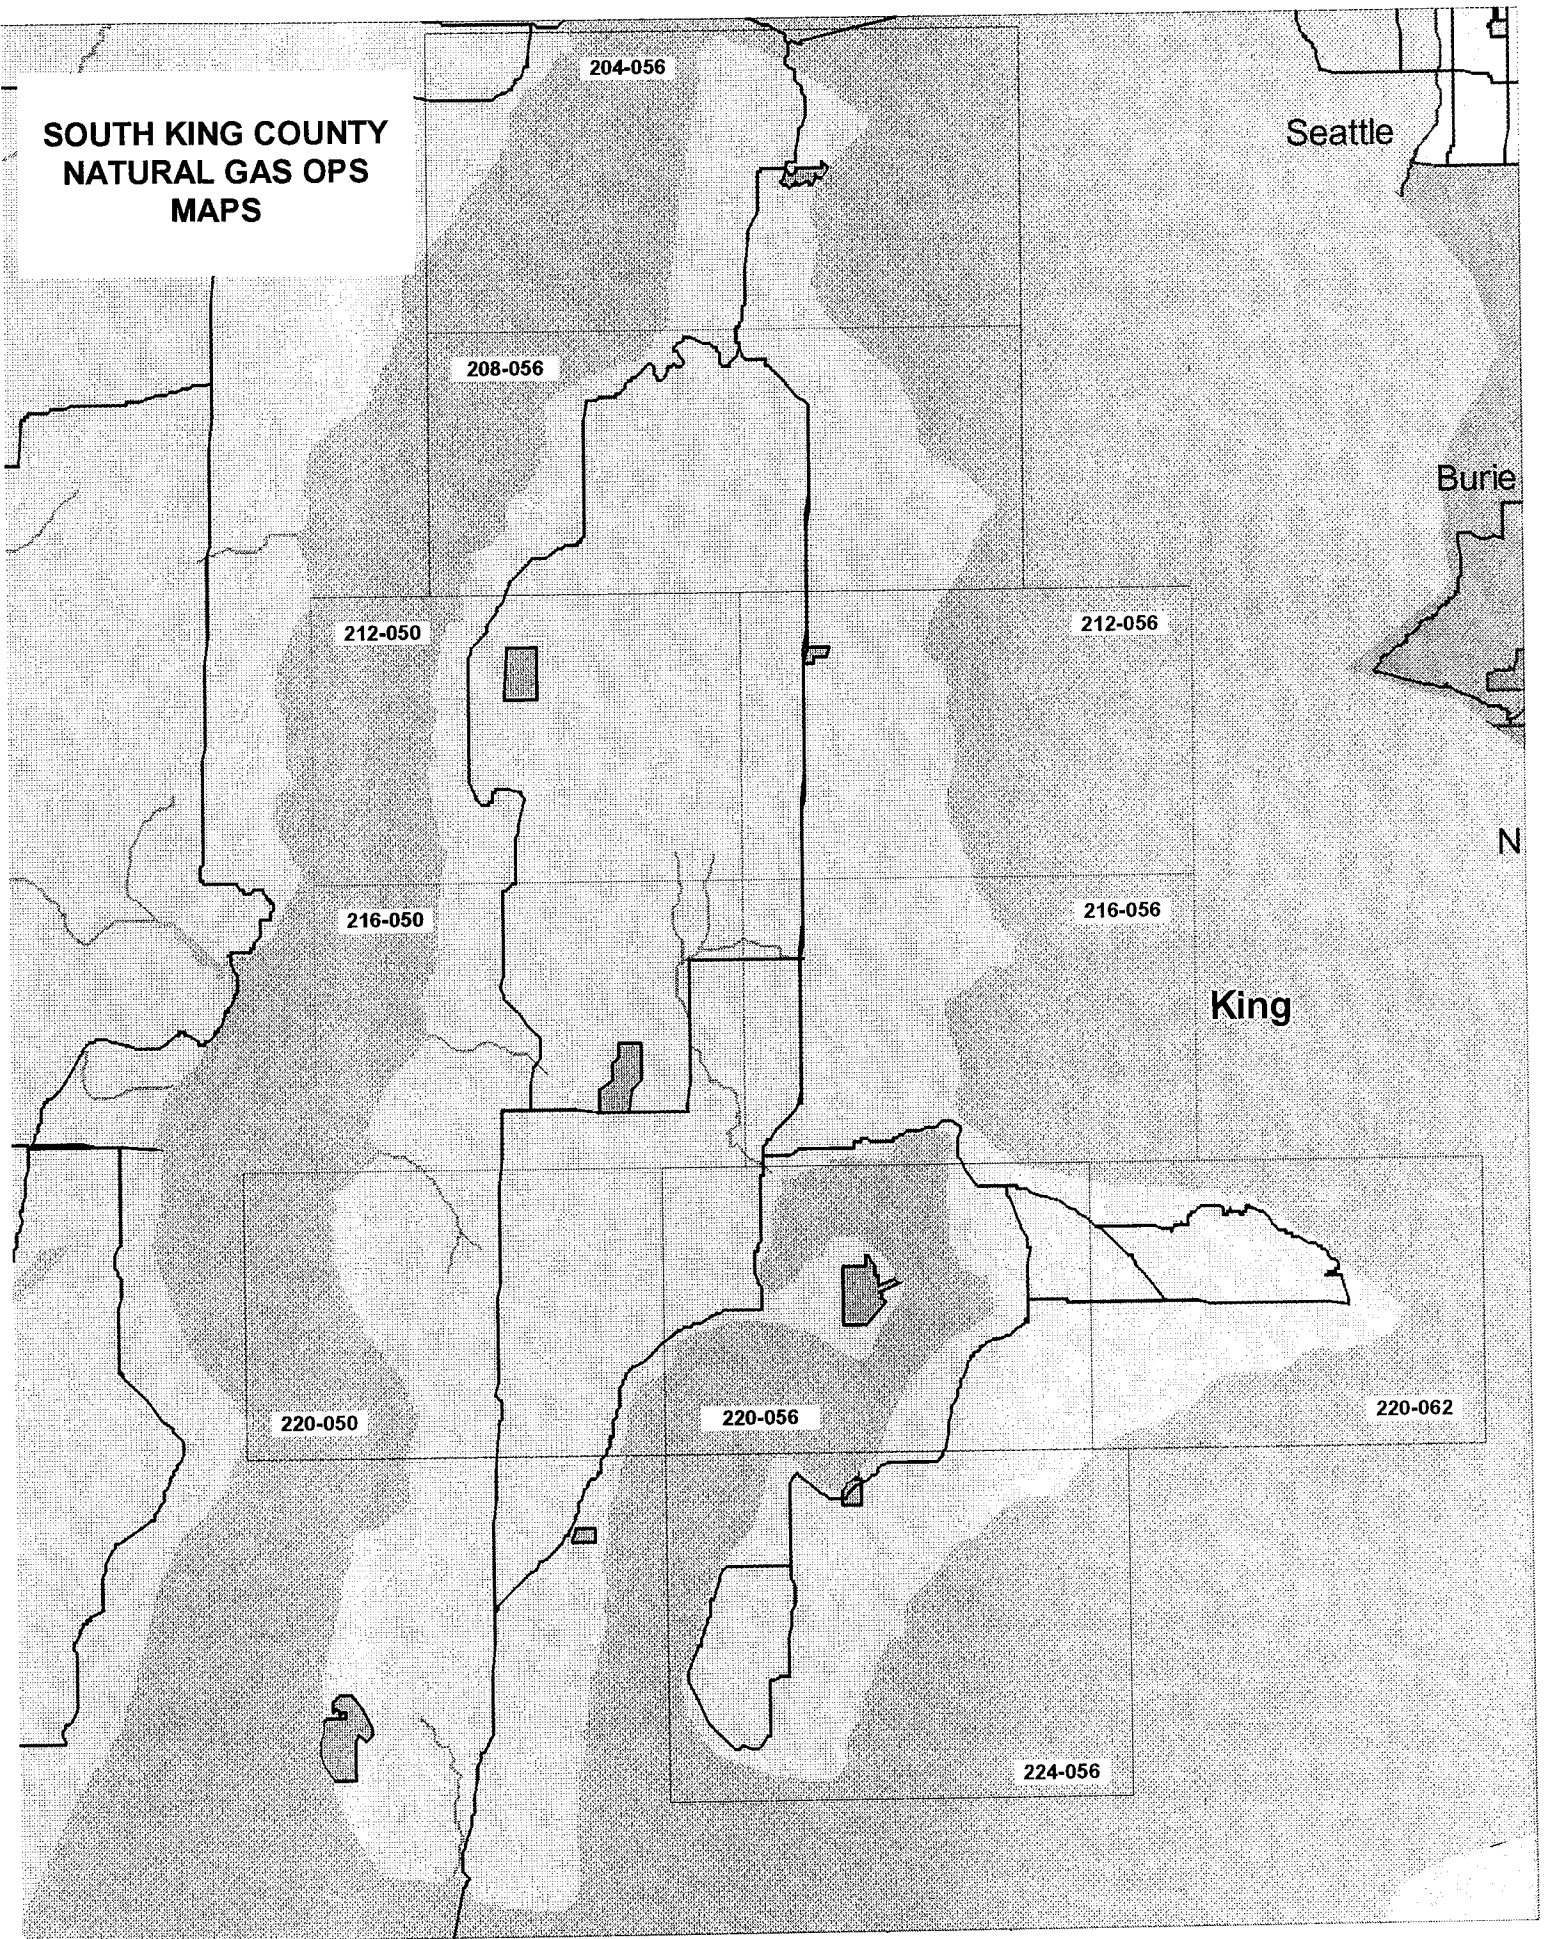 204-056
SOUTH KING COUNTY
NATURAL GAS OPS
MAPS
Seattle
208-056
Burie
212-050
212-056
N
216-050
216-056
King
220-050
220-056
220-062
224-056